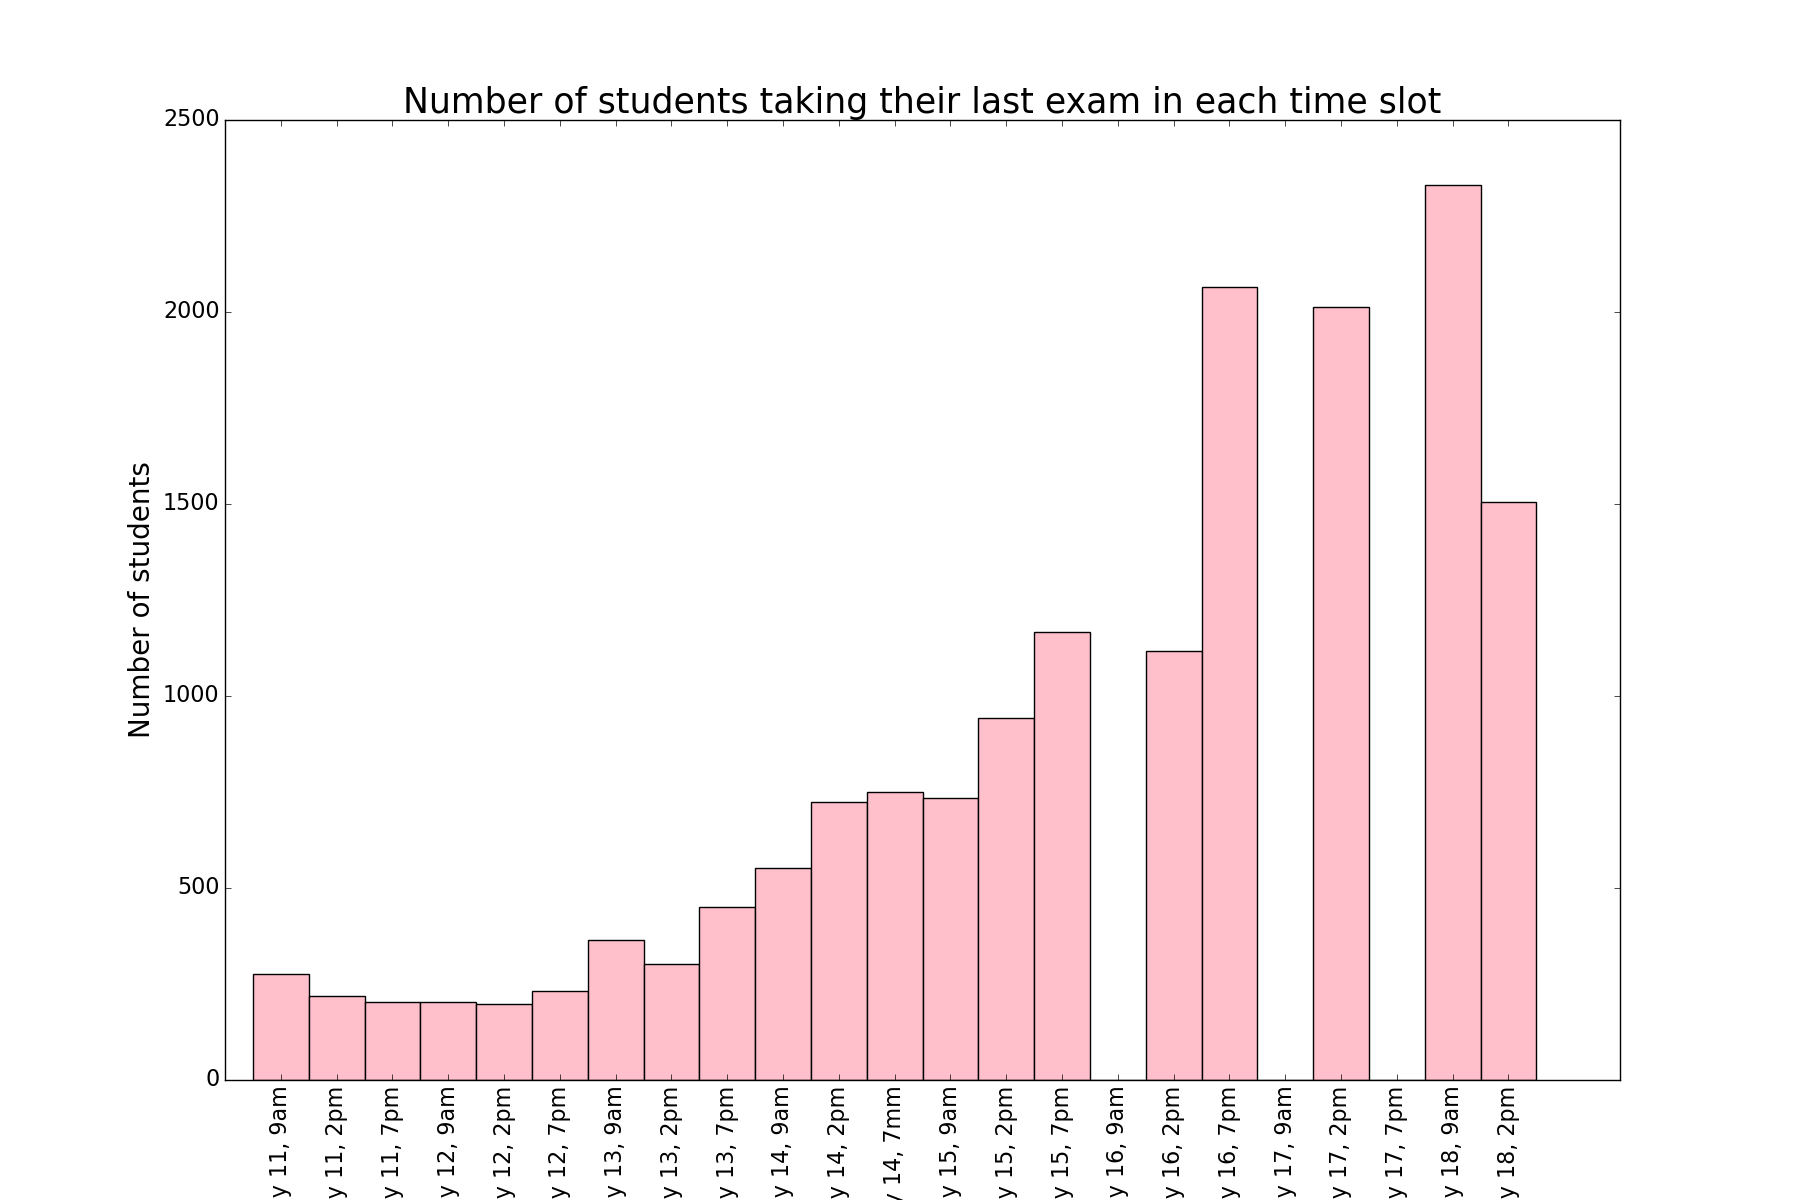 Number of students taking their last exam in each time slot
Number of students
2500
2000
1500
1000
500
0
y 11, 9am
y 11, 2pm
y 11, 7pm
y 12, 9am
y 12, 2pm
y 12, 7pm
y 13, 9am
y 13, 2pm
y 13, 7pm
y 14, 9am
y 14, 2pm
y 14, 7mm
y 15, 9am
y 15, 2pm
y 15, 7pm
y 16, 9am
y 16, 2pm
y 16, 7pm
y 17, 9am
y 17, 2pm
y 17, 7pm
y 18, 9am
y 18, 2pm